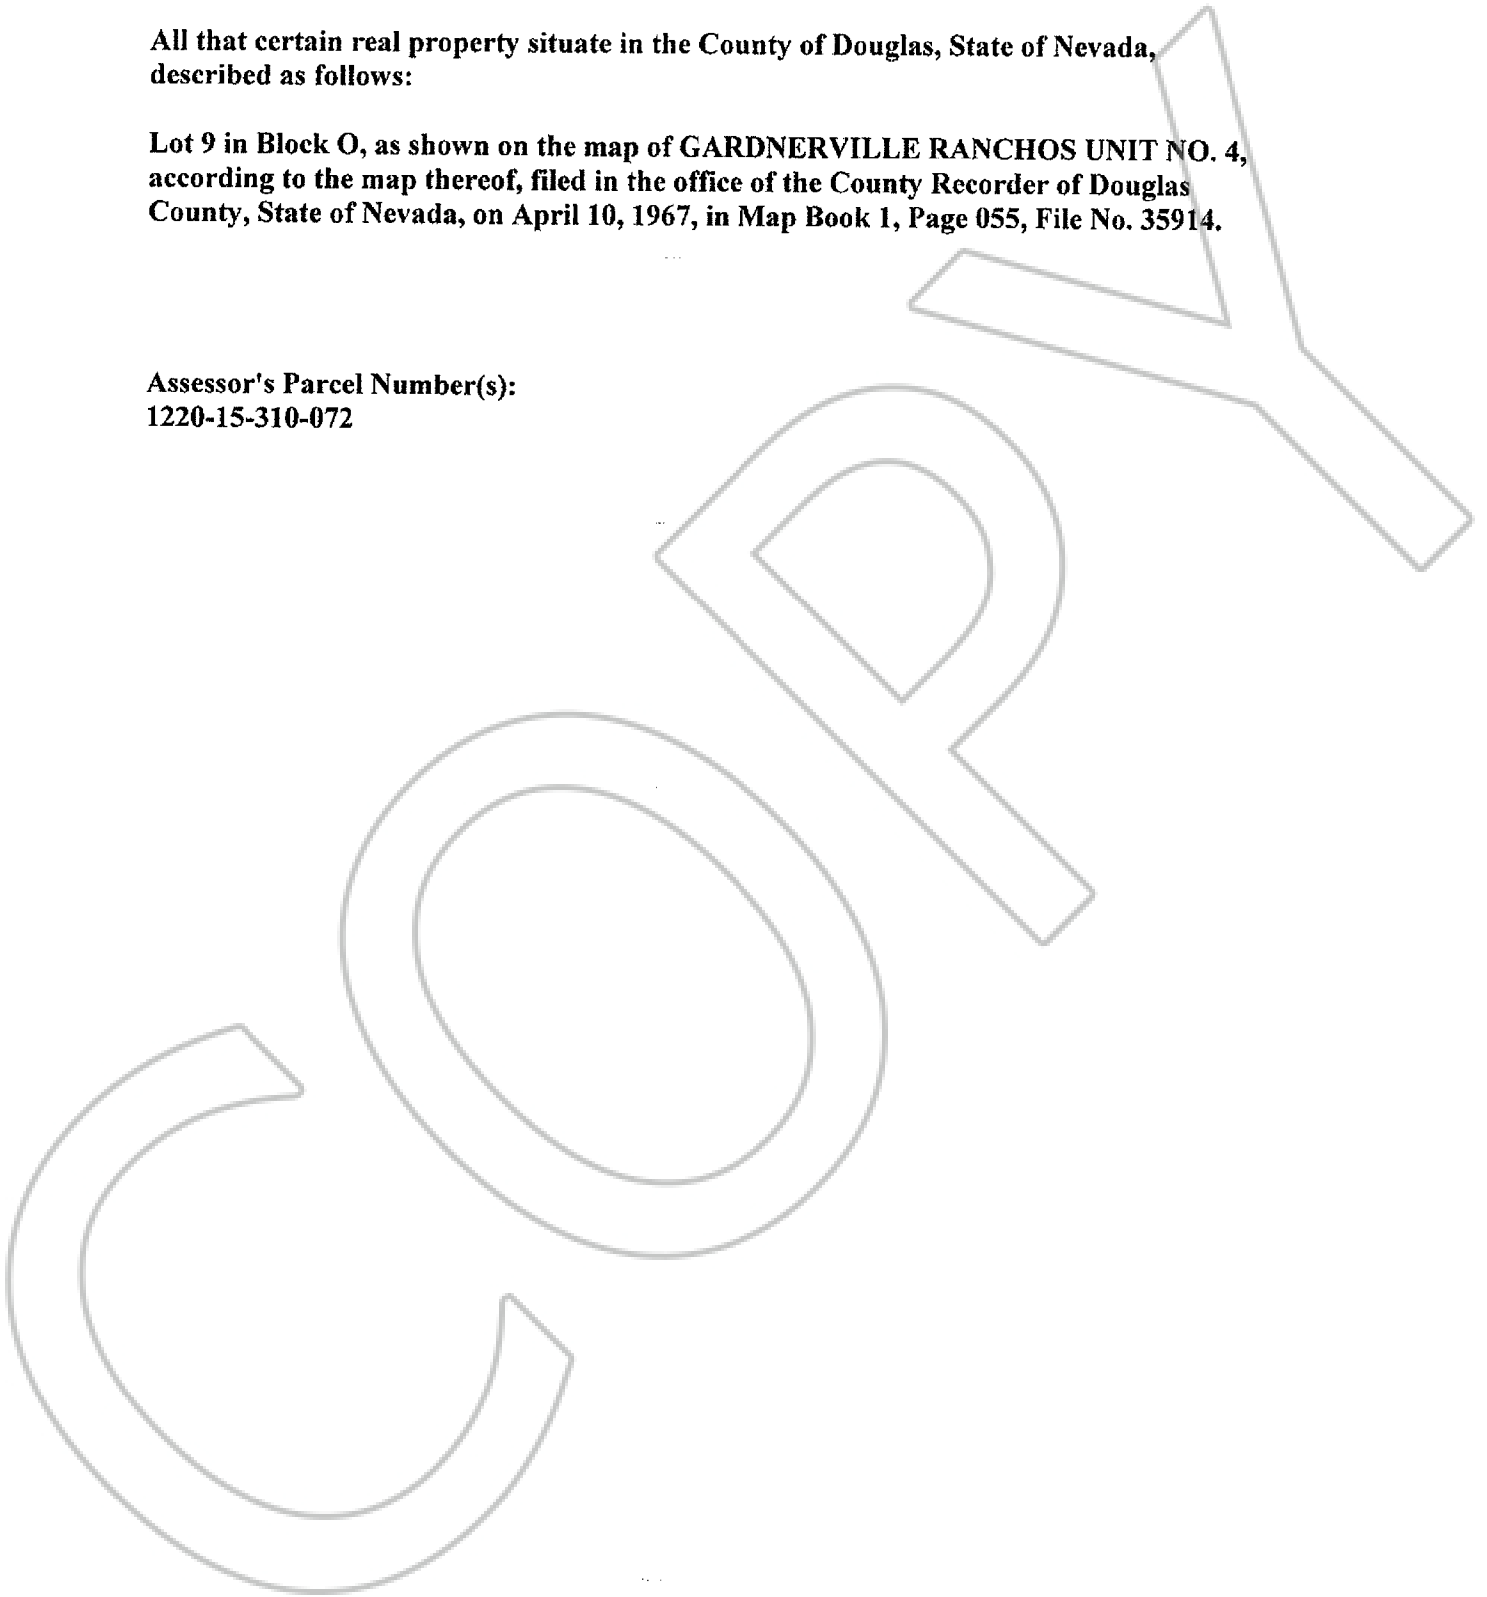 All that certain real property situate in the County of Douglas, State of Nevada,
described as follows:
Lot 9 in Block O, as shown on the map of GARDNERVILLE RANCHOS UNIT NO. 4,
according to the map thereof, filed in the office of the County Recorder of Douglas
County, State of Nevada, on April 10, 1967, in Map Book 1, Page 055, File No. 35914.
Assessor's Parcel Number(s):
1220-15-310-072
COPY